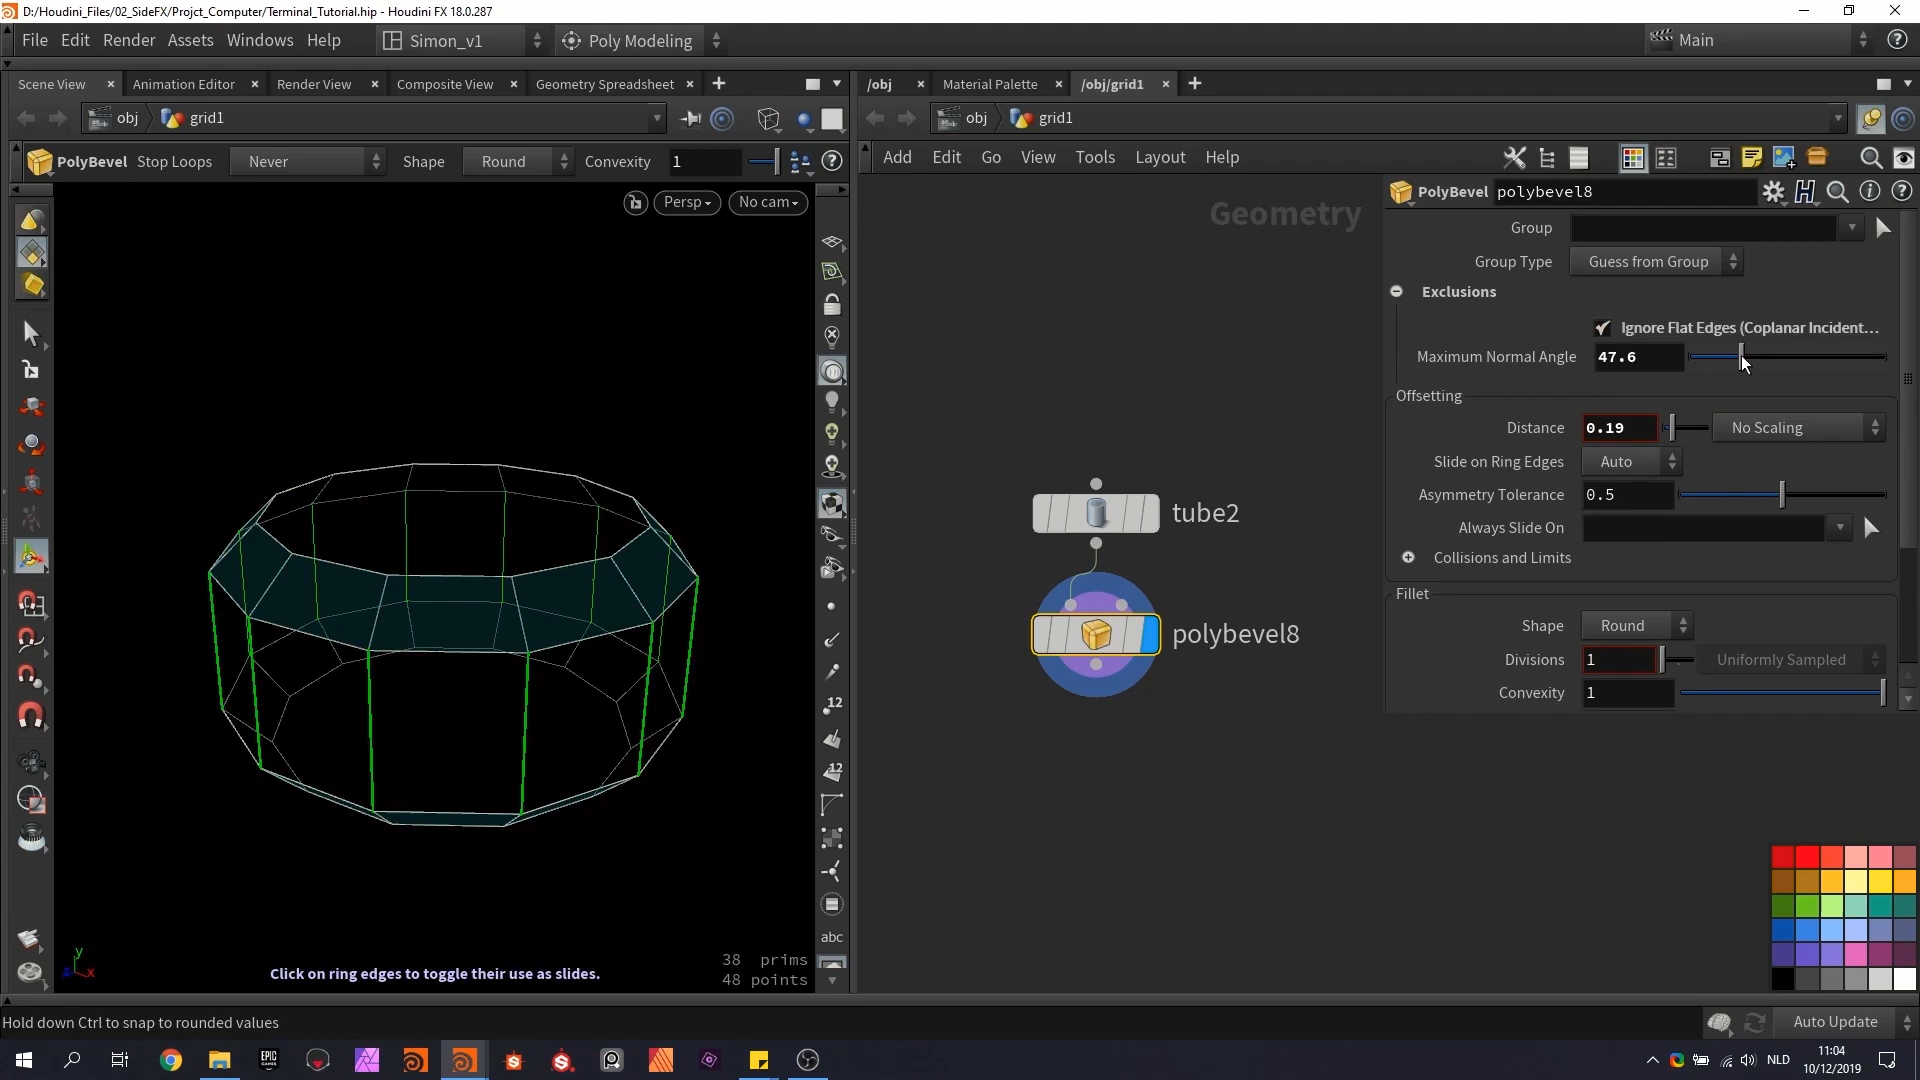 D:/Houdini_Files/02_SideFX/Projct_Computer/Terminal_Tutorial.hip - Houdini FX 18.0.287
File Edit Render Assets Windows Help Simon_v1 Poly Modeling Main
Scene View Animation Editor Render View Composite View Geometry Spreadsheet
/obj Material Palette /obj/grid1
obj grid1
obj grid1
PolyBevel Stop Loops Never Shape Round Convexity 1
Add Edit Go View Tools Layout Help
Persp No cam
Geometry
PolyBevel polybevel8
Group
Group Type Guess from Group
Exclusions
Ignore Flat Edges (Coplanar Incident...
Maximum Normal Angle 47.6
Offsetting
Distance 0.19 No Scaling
Slide on Ring Edges Auto
Asymmetry Tolerance 0.5
Always Slide On
Collisions and Limits
Fillet
Shape Round
Divisions 1 Uniformly Sampled
Convexity 1
tube2
polybevel8
12
12
abc
y
z x
Click on ring edges to toggle their use as slides.
38 prims
48 points
Hold down Ctrl to snap to rounded values
Auto Update
EPIC GAMES
NLD
11:04
10/12/2019